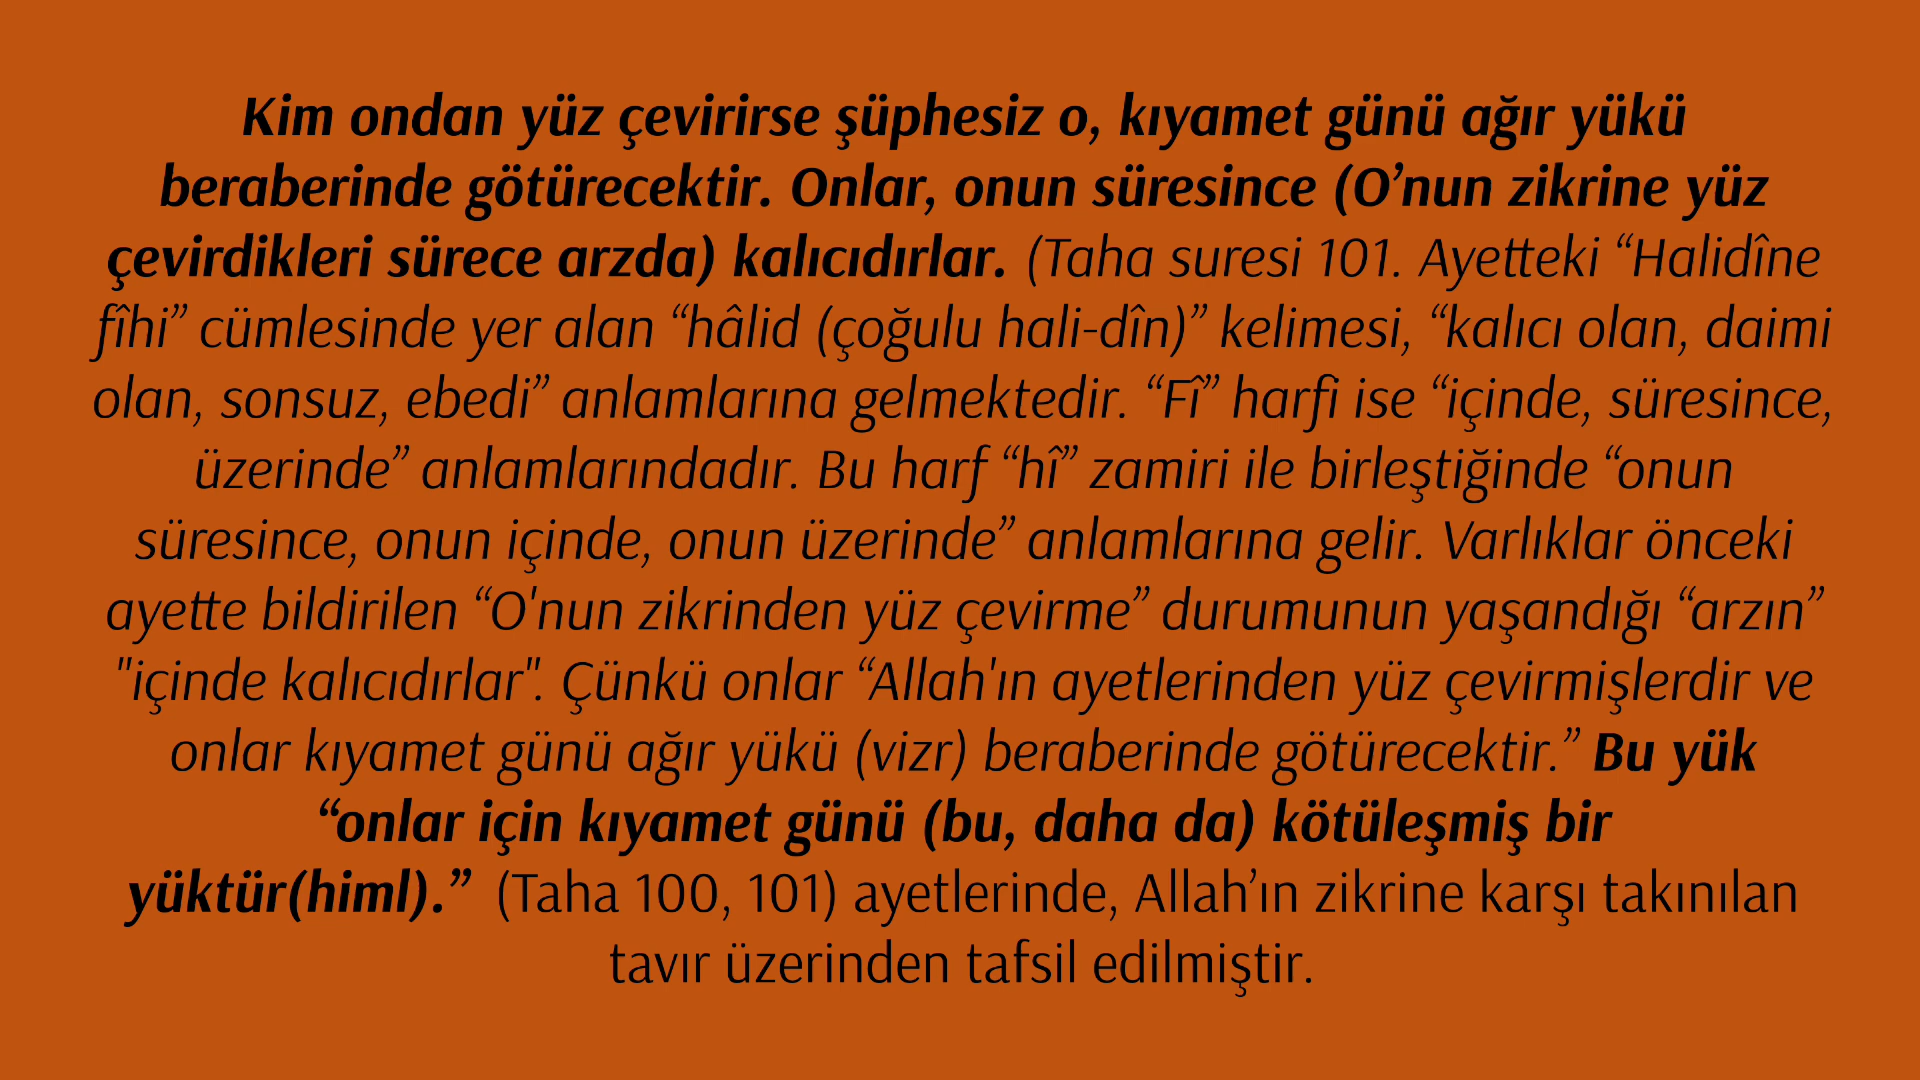 Kim ondan yüz çevirirse şüphesiz o, kıyamet günü ağır yükü
beraberinde götürecektir. Onlar, onun süresince (O’nun zikrine yüz
çevirdikleri sürece arzda) kalıcıdırlar. (Taha suresi 101. Ayetteki “Halidîne
fîhi” cümlesinde yer alan “hâlid (çoğulu hali-dîn)” kelimesi, “kalıcı olan, daimi
olan, sonsuz, ebedi” anlamlarına gelmektedir. “Fî” harfi ise “içinde, süresince,
üzerinde” anlamlarındadır. Bu harf “hî” zamiri ile birleştiğinde “onun
süresince, onun içinde, onun üzerinde” anlamlarına gelir. Varlıklar önceki
ayette bildirilen “O'nun zikrinden yüz çevirme” durumunun yaşandığı “arzın”
"içinde kalıcıdırlar". Çünkü onlar “Allah'ın ayetlerinden yüz çevirmişlerdir ve
onlar kıyamet günü ağır yükü (vizr) beraberinde götürecektir.” Bu yük
“onlar için kıyamet günü (bu, daha da) kötüleşmiş bir
yüktür(himl).” (Taha 100, 101) ayetlerinde, Allah’ın zikrine karşı takınılan
tavır üzerinden tafsil edilmiştir.